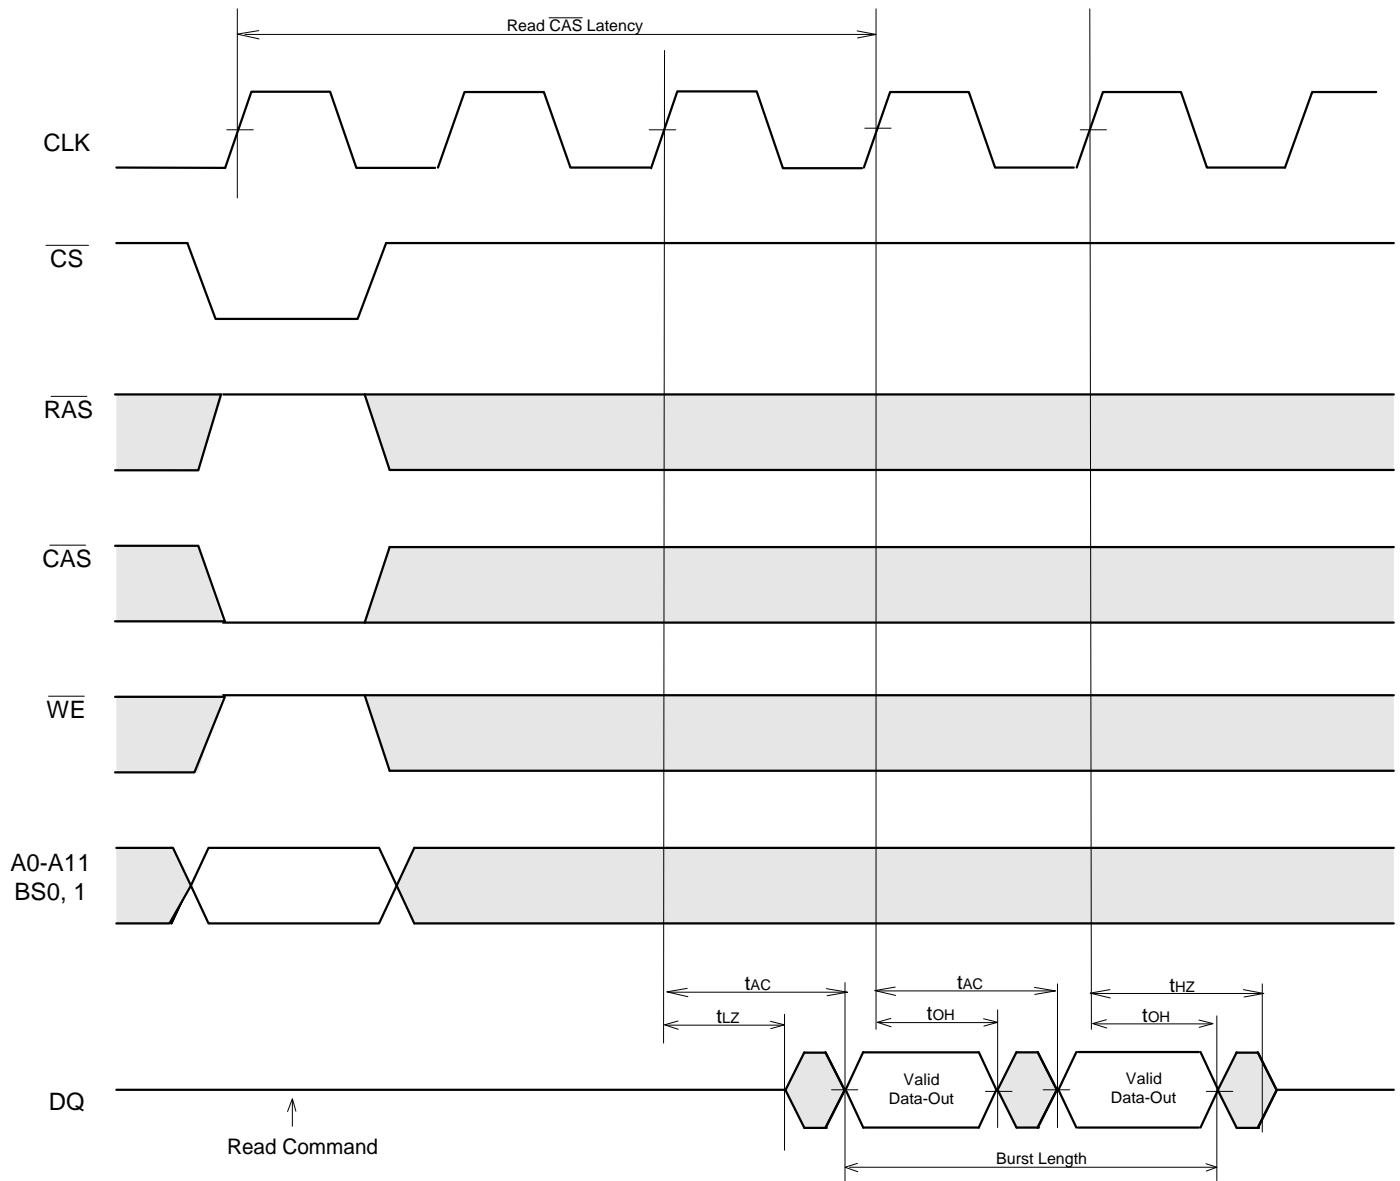 Read CAS Latency
CLK
CS
RAS
CAS
WE
A0-A11
BS0, 1
tAC
tAC
tHZ
tLZ
tOH
tOH
Valid
Data-Out
Valid
Data-Out
DQ
Read Command
Burst Length